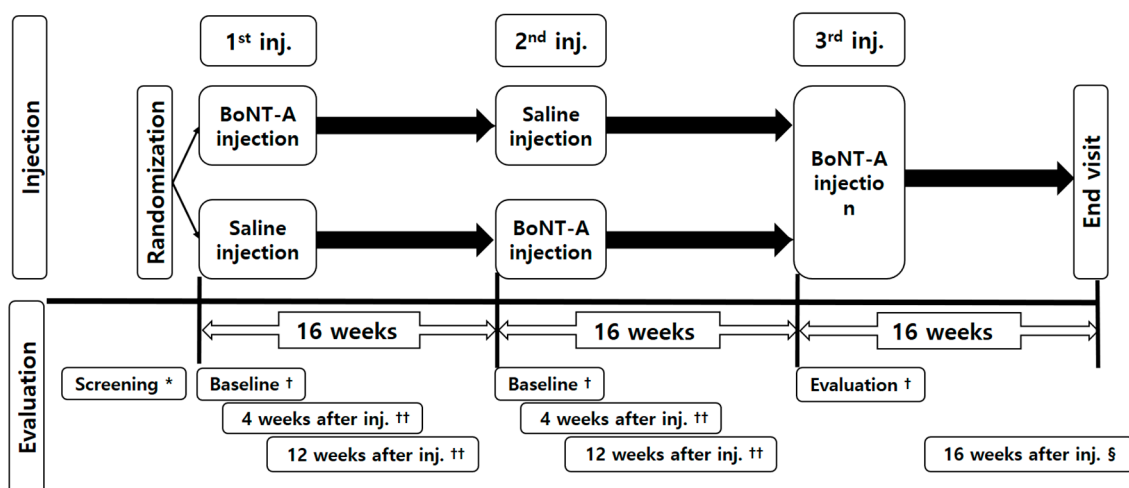 Injection
Randomization
1st inj.
2nd inj.
3rd inj.
BoNT-A
injection
Saline
injection
BoNT-A
injectio
n
Saline
injection
BoNT-A
injection
End visit
Evaluation
16 weeks
16 weeks
16 weeks
Screening *
Baseline †
Baseline †
Evaluation †
4 weeks after inj. ††
4 weeks after inj. ††
12 weeks after inj. ††
12 weeks after inj. ††
16 weeks after inj. §